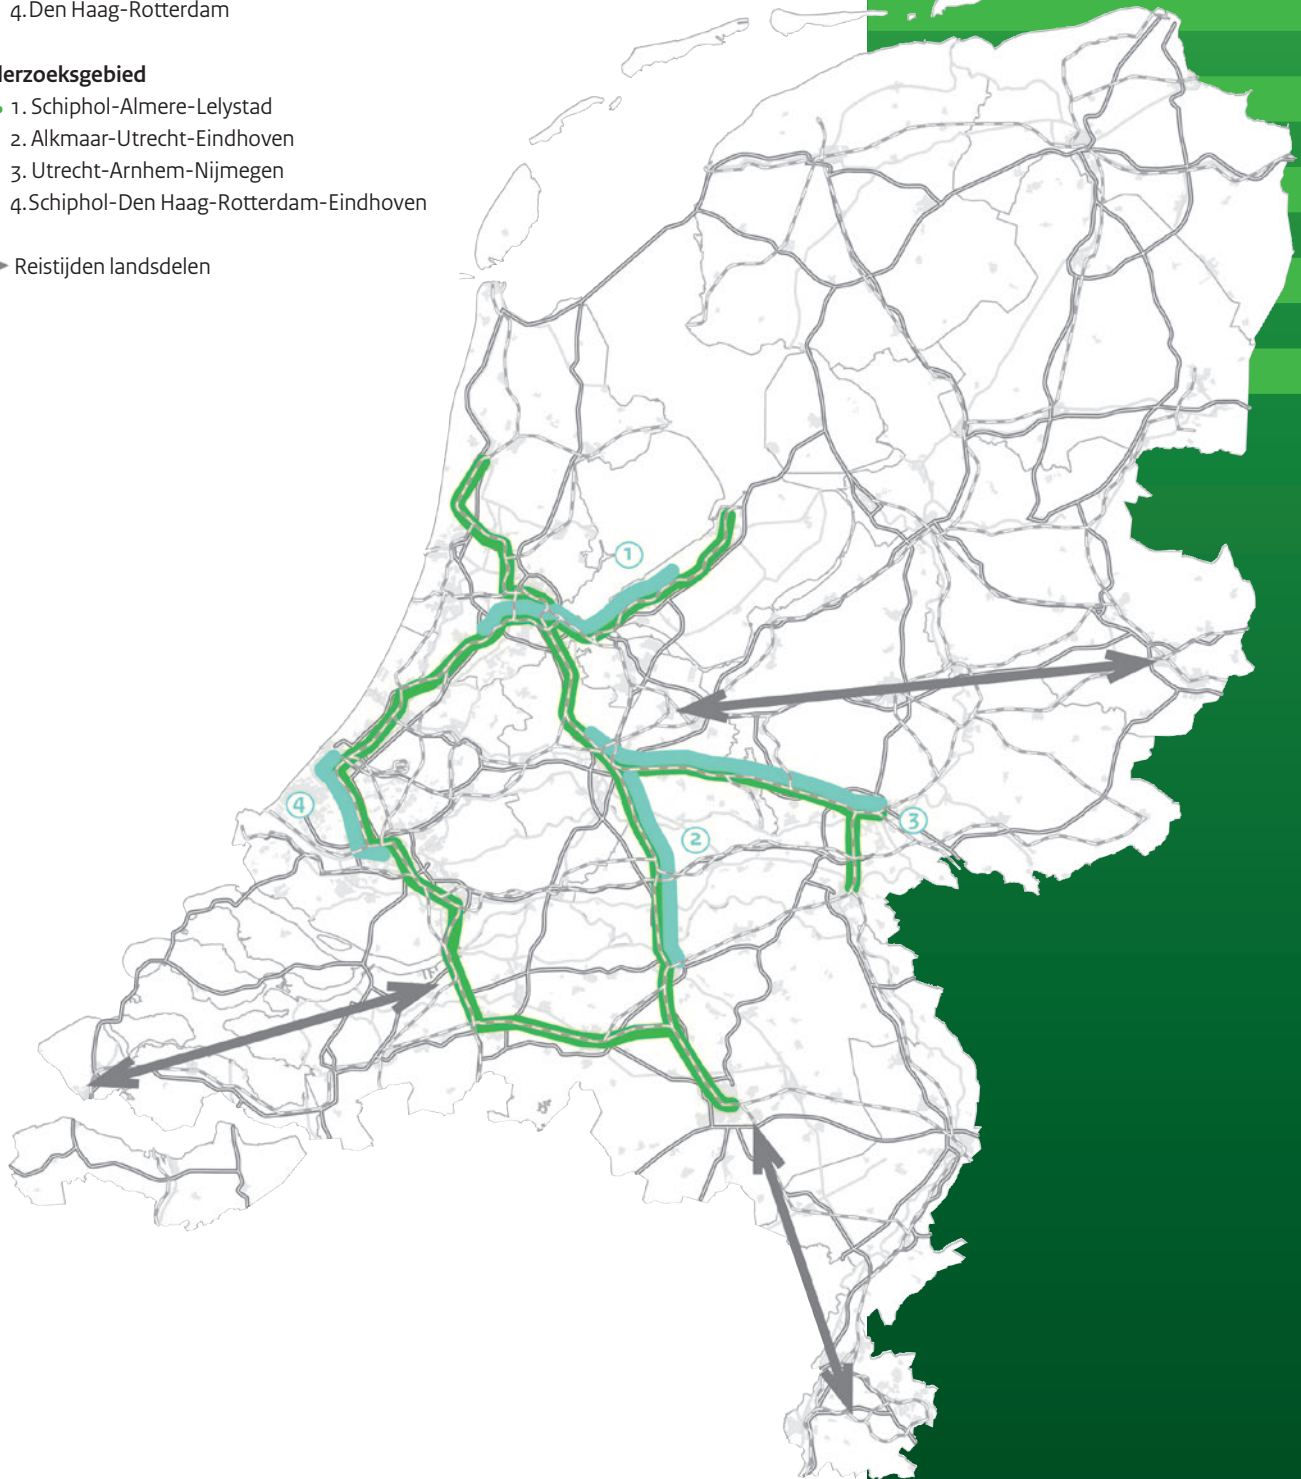 4.Den Haag-Rotterdam
derzoeksgebied
1. Schiphol-Almere-Lelystad
2. Alkmaar-Utrecht-Eindhoven
3. Utrecht-Arnhem-Nijmegen
4.Schiphol-Den Haag-Rotterdam-Eindhoven
Reistijden landsdelen
1
4
2
3